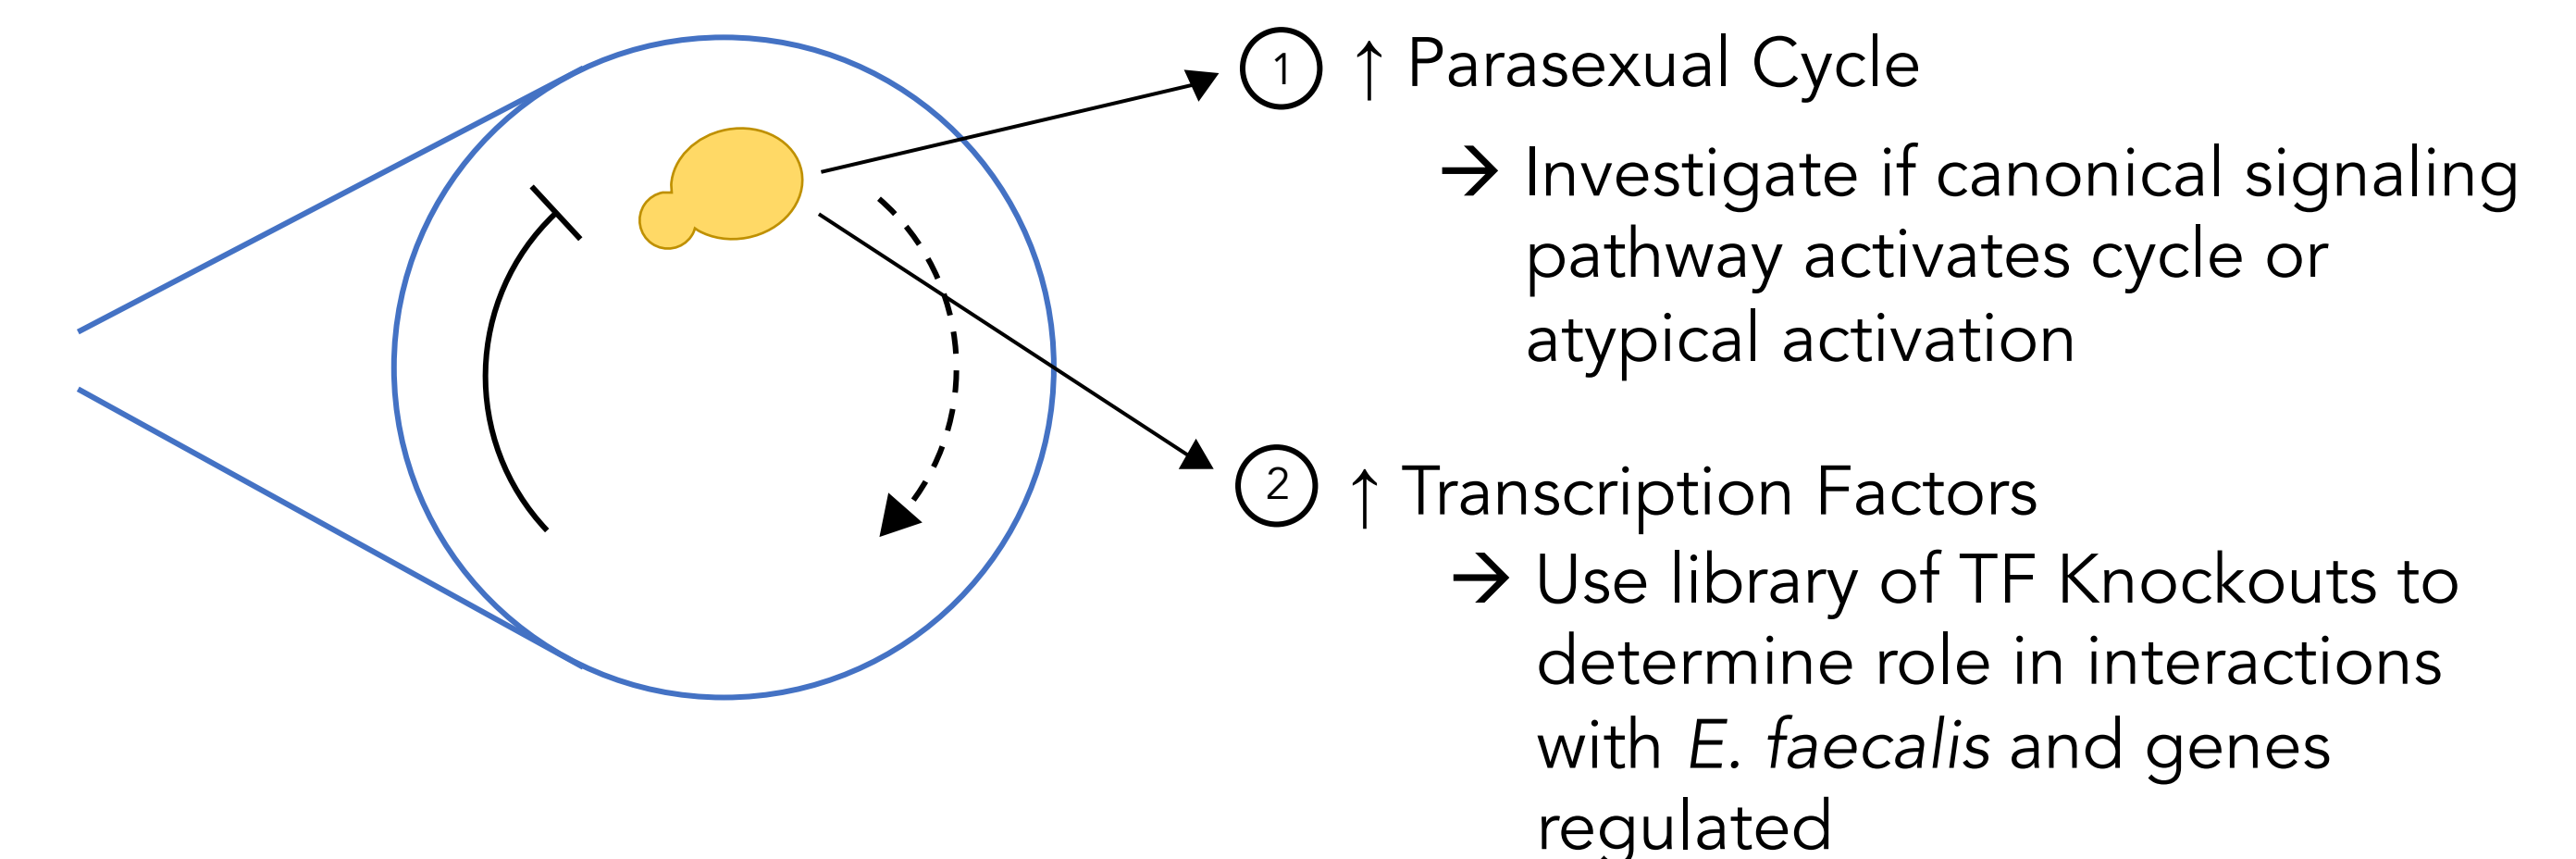 1 ↑ Parasexual Cycle
→ Investigate if canonical signaling
pathway activates cycle or
atypical activation
2 ↑ Transcription Factors
→ Use library of TF Knockouts to
determine role in interactions
with E. faecalis and genes
regulated